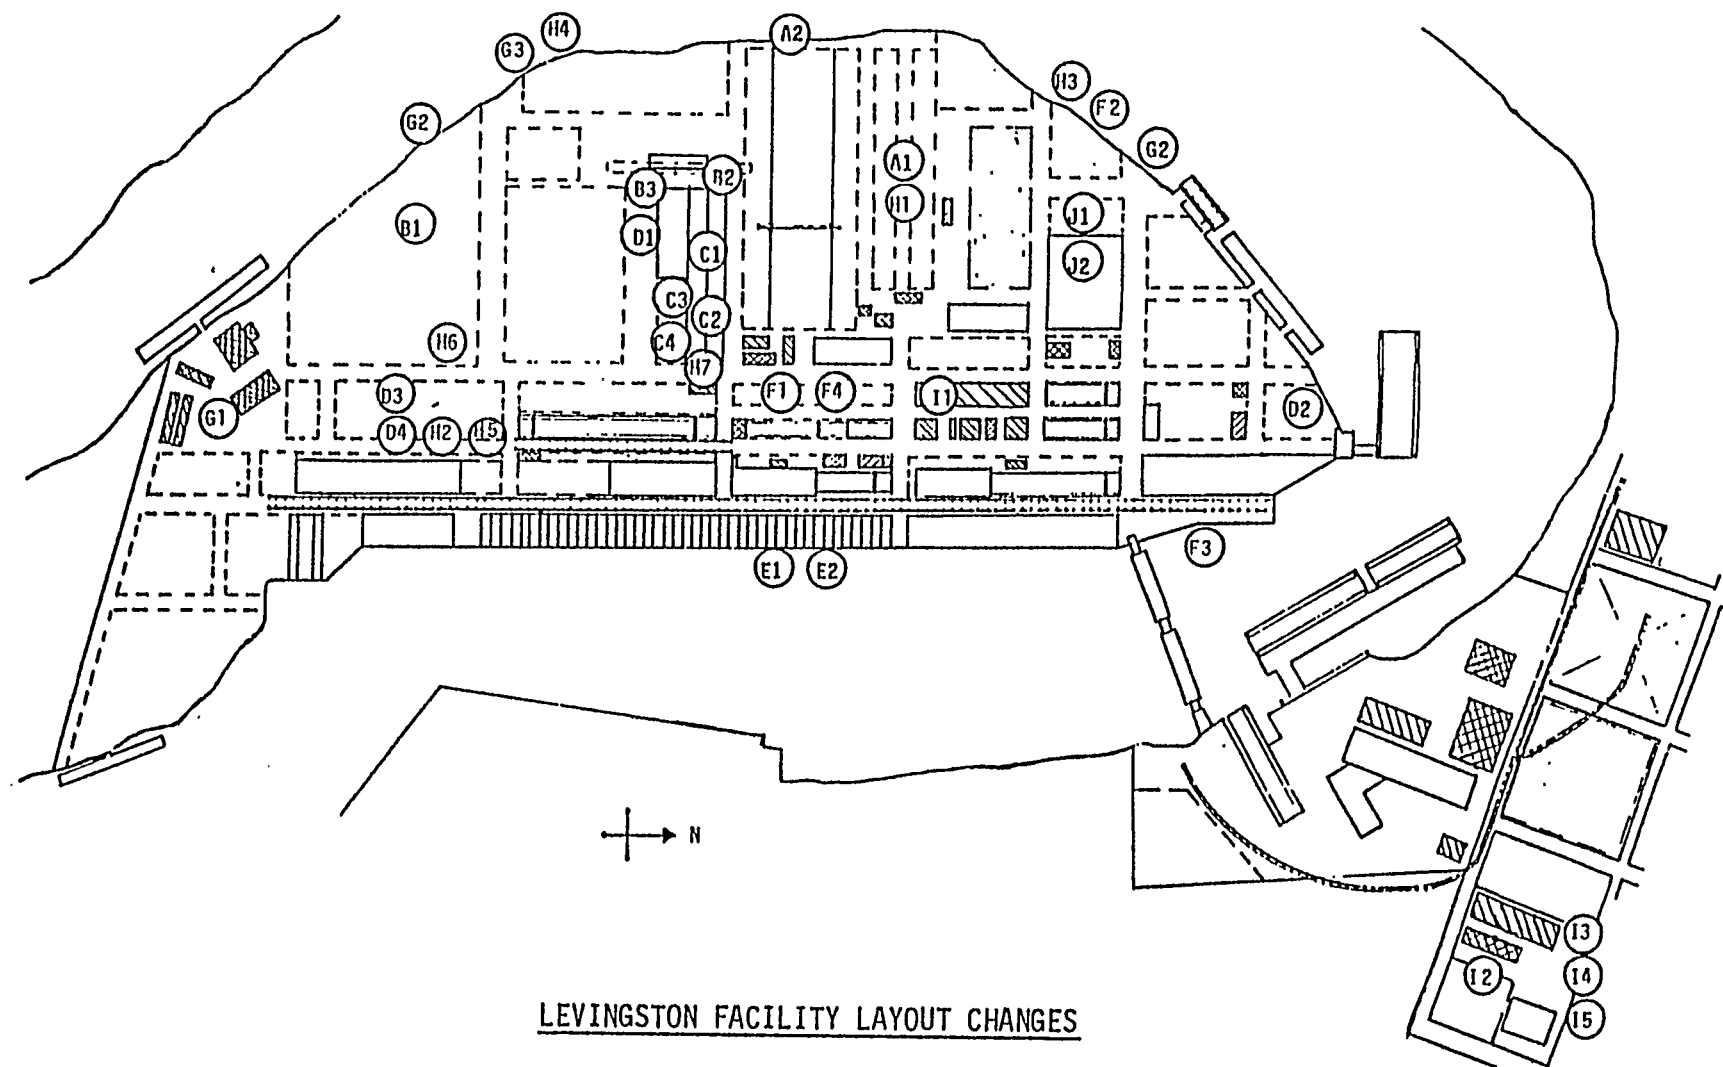 H4
G3
A2
H3
F2
G2
G2
A1
B2
B3
H1
J1
B1
D1
C1
J2
C3
C2
C4
H6
H7
D3
F1
F4
I1
D2
G1
D4
H2
H5
F3
E1
E2
N
I3
I2
I4
I5
LEVINGSTON FACILITY LAYOUT CHANGES